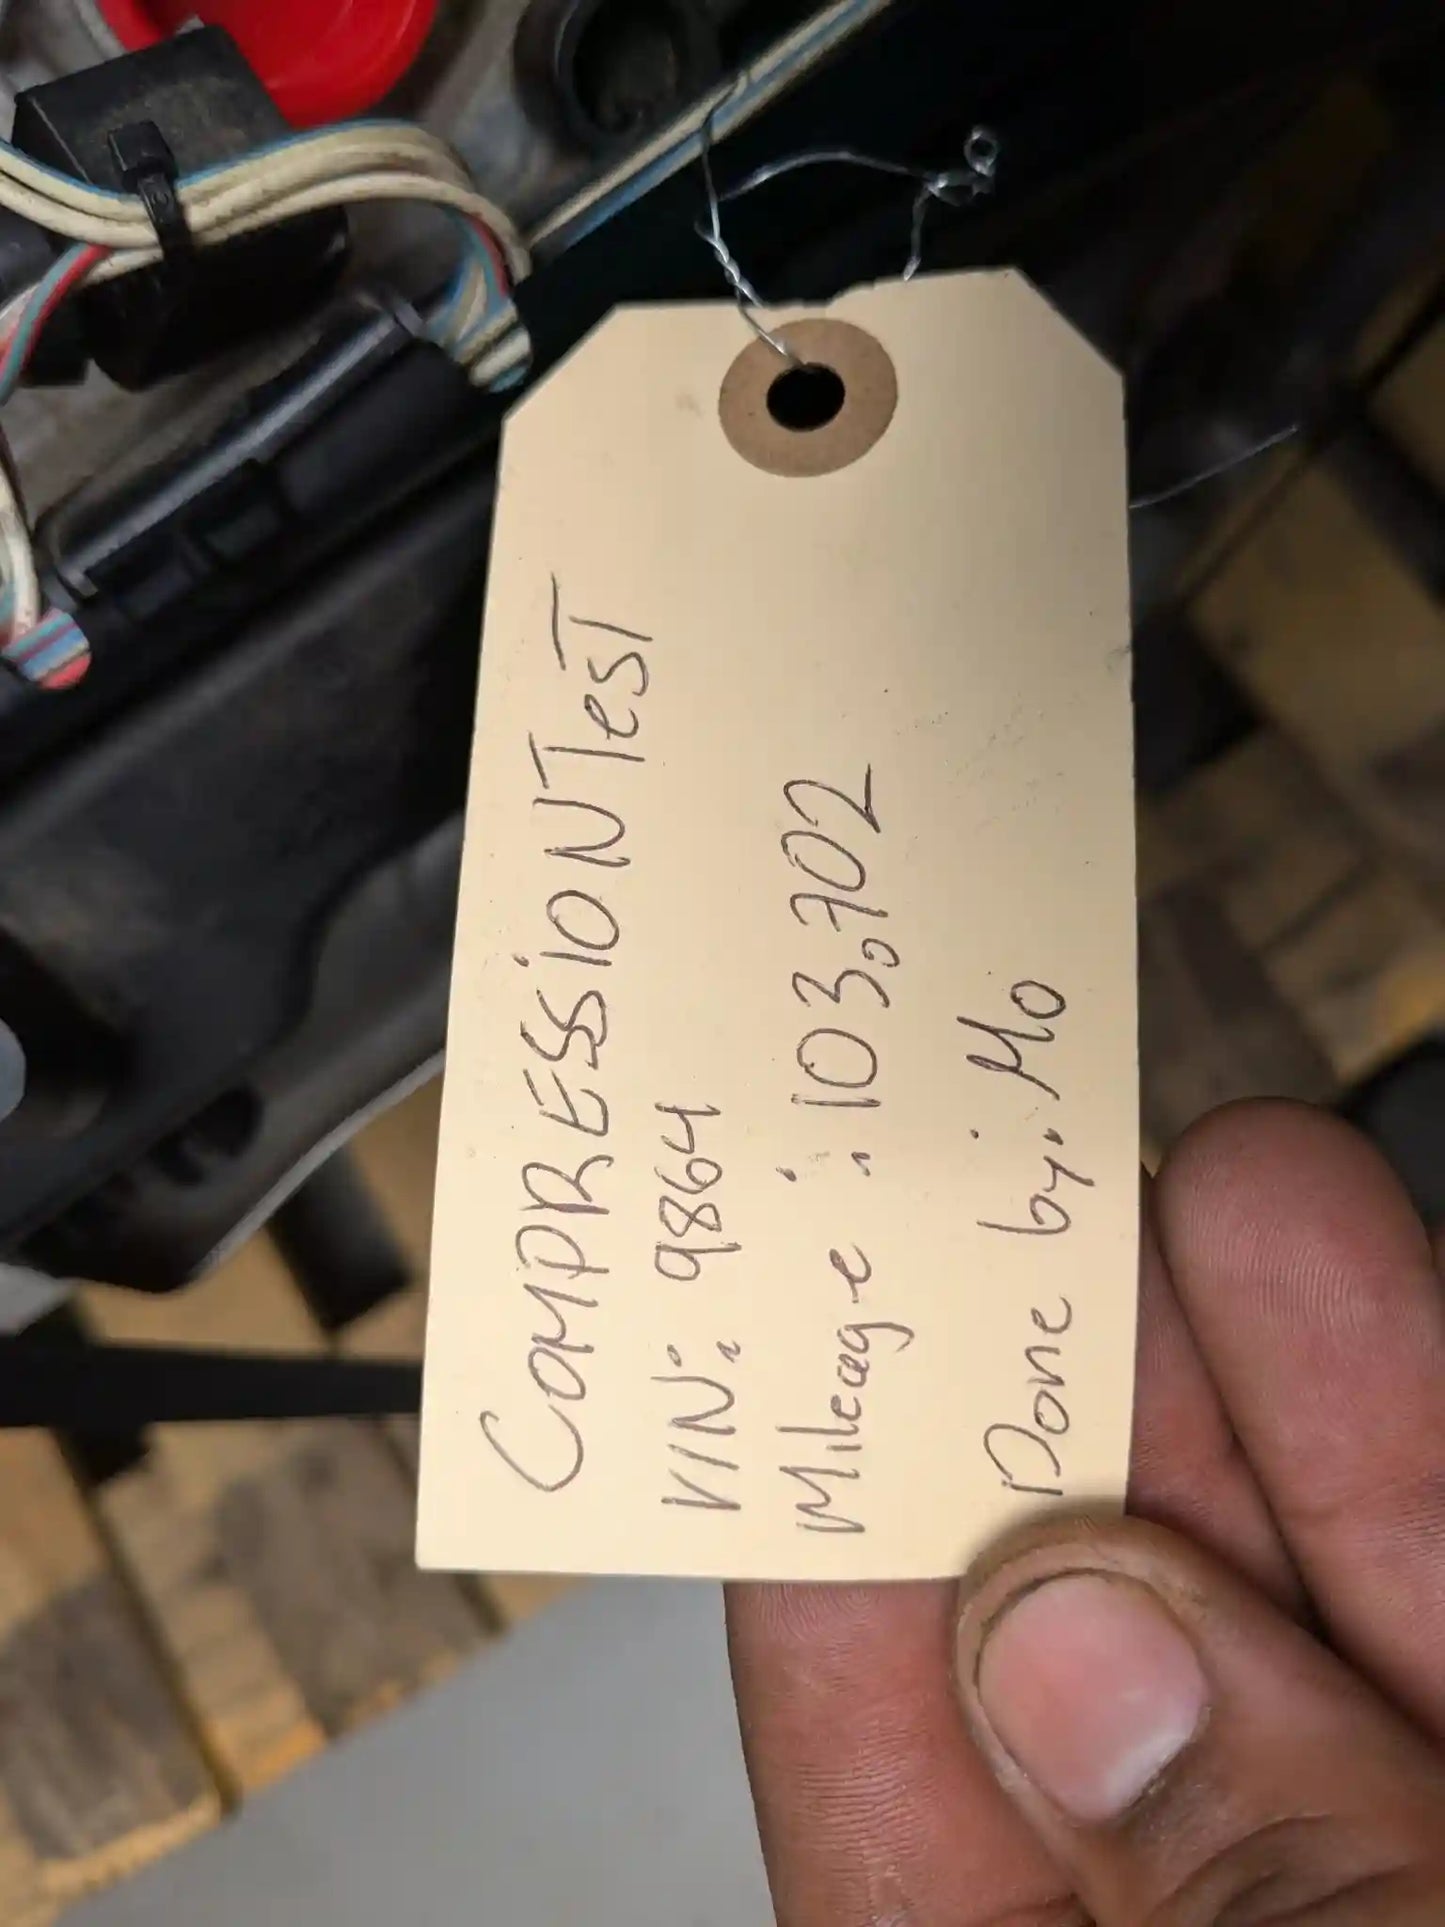 COMPRESSiON TesT
VIN: 9864
Mileage: 103,702
Done by: Mo